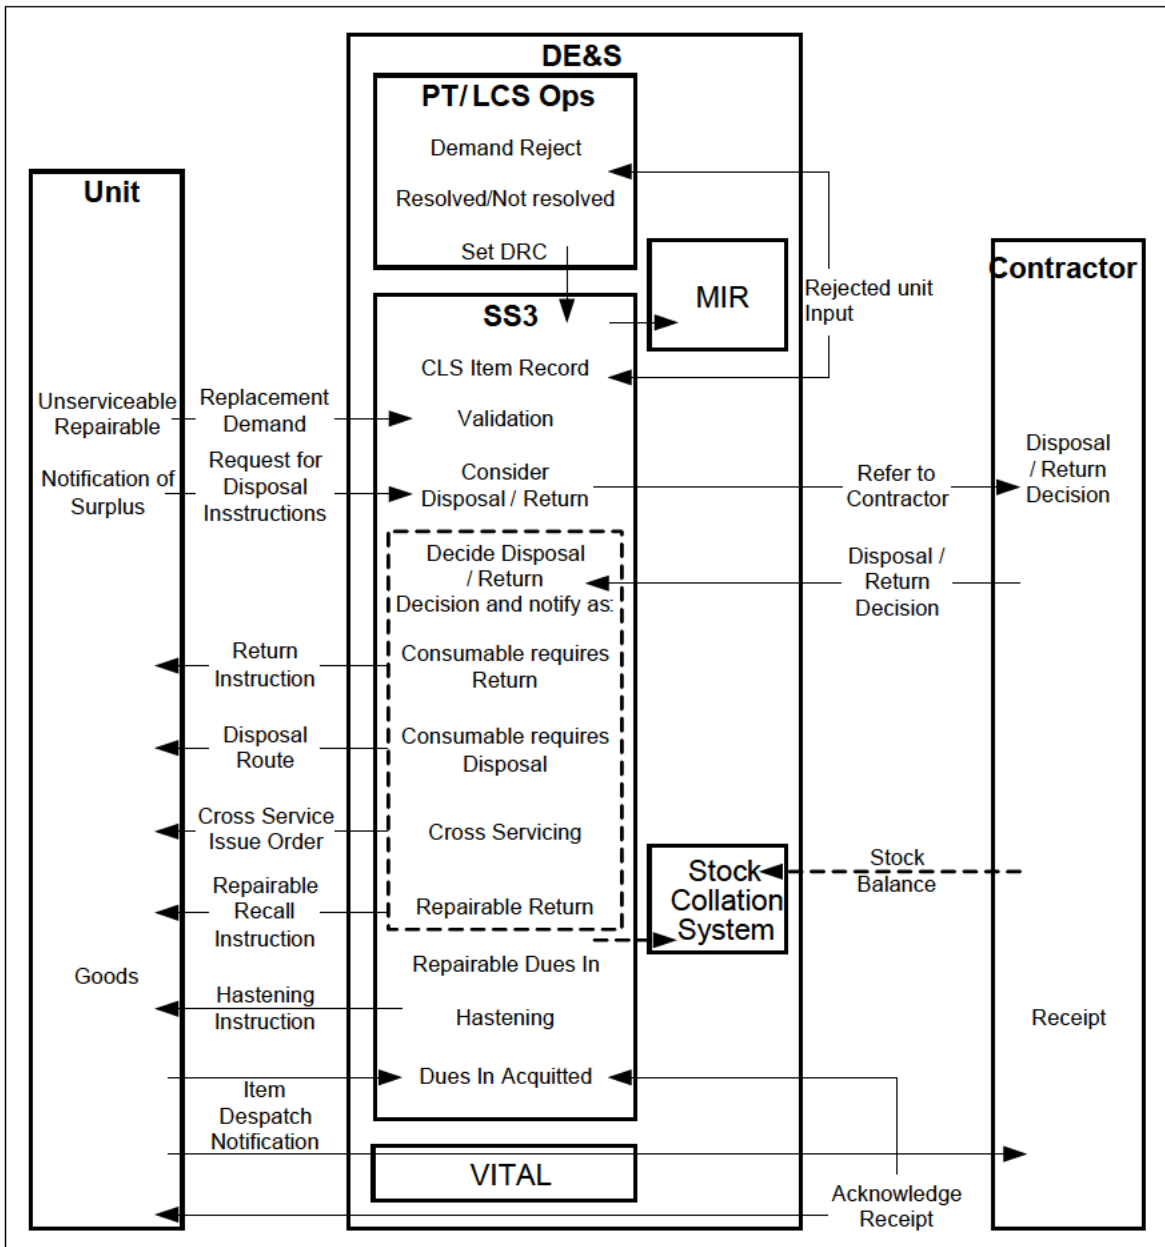 DE&S
PT/LCS Ops
Demand Reject
Resolved/Not resolved
Set DRC
Unit
MIR
Contractor
Rejected unit
Input
SS3
CLS Item Record
Unserviceable
Repairable
Replacement
Demand
Validation
Notification of
Surplus
Request for
Disposal
Insstructions
Consider
Disposal / Return
Refer to
Contractor
Disposal
/ Return
Decision
Decide Disposal
/ Return
Decision and notify as:
Disposal /
Return
Decision
Return
Instruction
Consumable requires
Return
Disposal
Route
Consumable requires
Disposal
Cross Service
Issue Order
Cross Servicing
Stock
Collation
System
Stock
Balance
Repairable
Recall
Instruction
Repairable Return
Goods
Repairable Dues In
Hastening
Instruction
Hastening
Receipt
Dues In Acquitted
Item
Despatch
Notification
VITAL
Acknowledge
Receipt